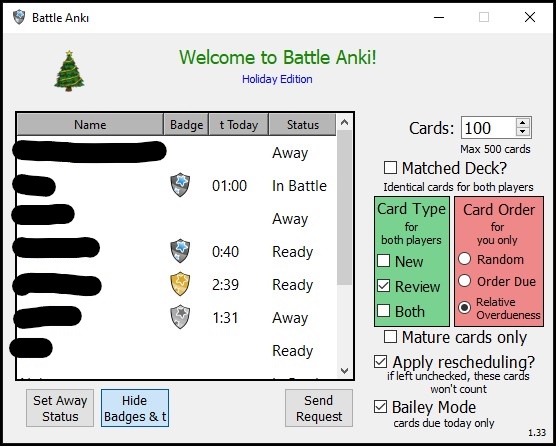 Battle Anki
Welcome to Battle Anki!
Holiday Edition
Name Badge t Today Status
Away
01:00 In Battle
Away
0:40 Ready
2:39 Ready
1:31 Away
Ready
Set Away
Status
Hide
Badges & t
Send
Request
Cards: 100
Max 500 cards
Matched Deck?
Identical cards for both players
Card Type
for
both players
New
Review
Both
Card Order
for
you only
Random
Order Due
Relative
Overdueness
Mature cards only
Apply rescheduling?
if left unchecked, these cards
won't count
Bailey Mode
cards due today only
1.33